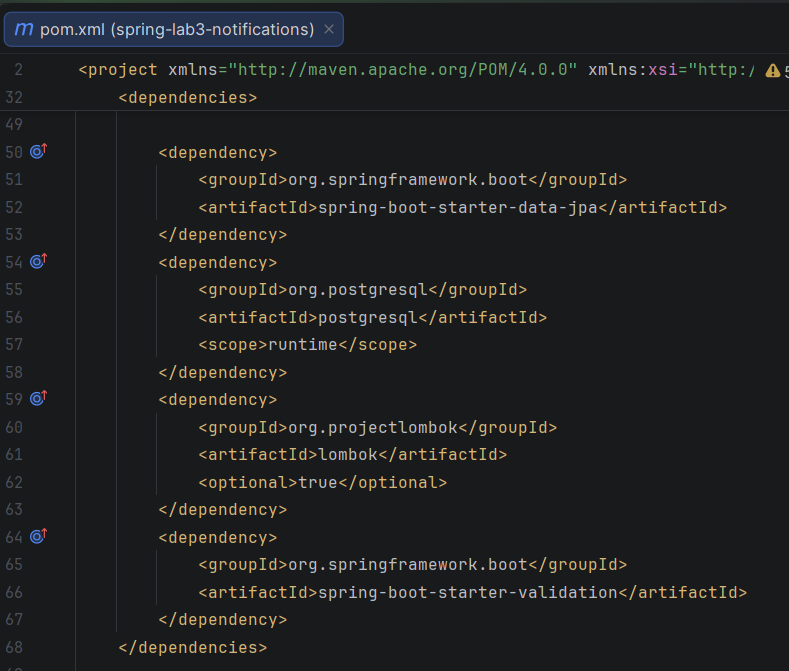 m pom.xml (spring-lab3-notifications) ×
2 <project xmlns="http://maven.apache.org/POM/4.0.0" xmlns:xsi="http:/ 5
32 <dependencies>
49
50 <dependency>
51 <groupId>org.springframework.boot</groupId>
52 <artifactId>spring-boot-starter-data-jpa</artifactId>
53 </dependency>
54 <dependency>
55 <groupId>org.postgresql</groupId>
56 <artifactId>postgresql</artifactId>
57 <scope>runtime</scope>
58 </dependency>
59 <dependency>
60 <groupId>org.projectlombok</groupId>
61 <artifactId>lombok</artifactId>
62 <optional>true</optional>
63 </dependency>
64 <dependency>
65 <groupId>org.springframework.boot</groupId>
66 <artifactId>spring-boot-starter-validation</artifactId>
67 </dependency>
68 </dependencies>